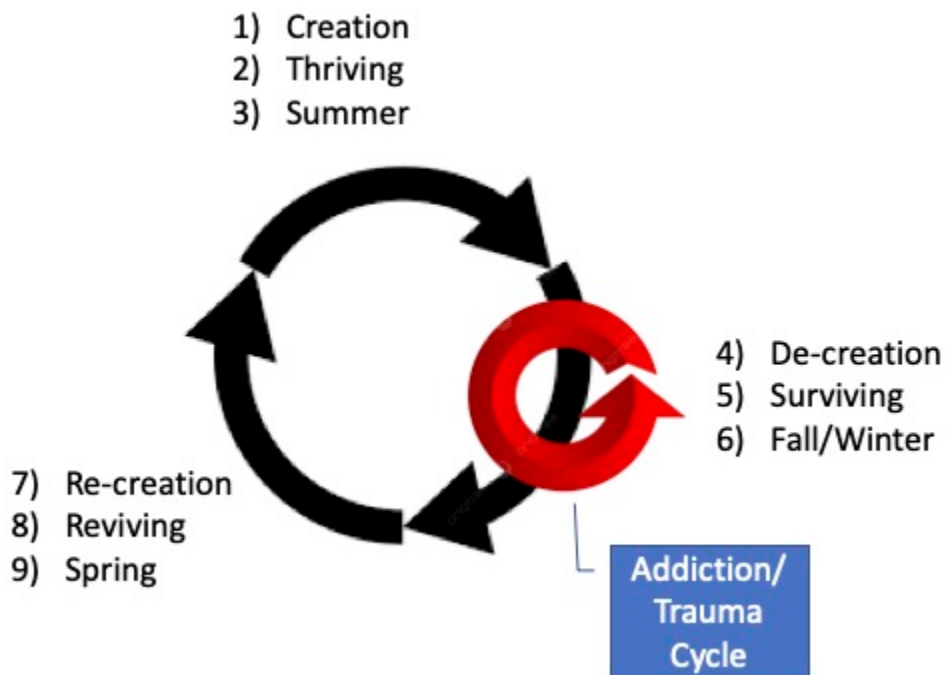 1) Creation
2) Thriving
3) Summer
4) De-creation
5) Surviving
6) Fall/Winter
7) Re-creation
8) Reviving
9) Spring
Addiction/
Trauma
Cycle